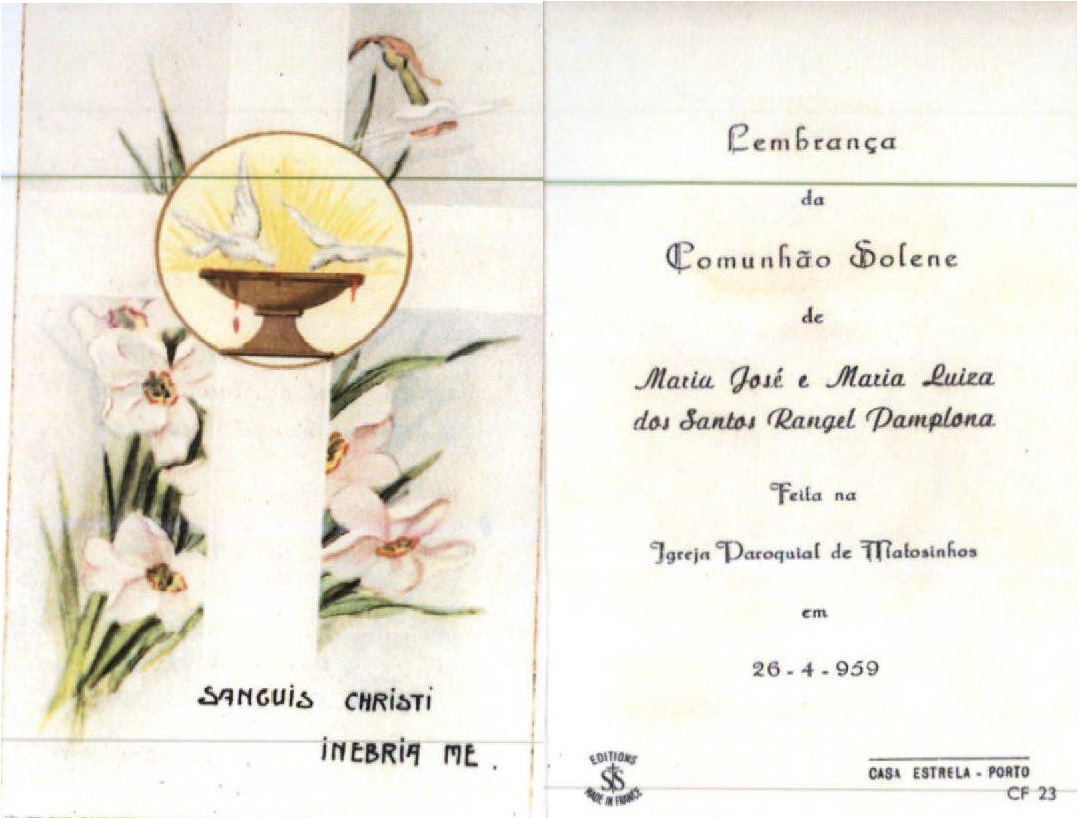 SANGUIS CHRISTI
INEBRIA ME.
Lembrança
da
Comunhão Solene
de
Maria José e Maria Luiza
dos Santos Rangel Pamplona
Feita na
Igreja Paroquial de Matosinhos
em
26-4-959
EDITIONS
SS
MADE IN FRANCE
CASA ESTRELA - PORTO
CF 23